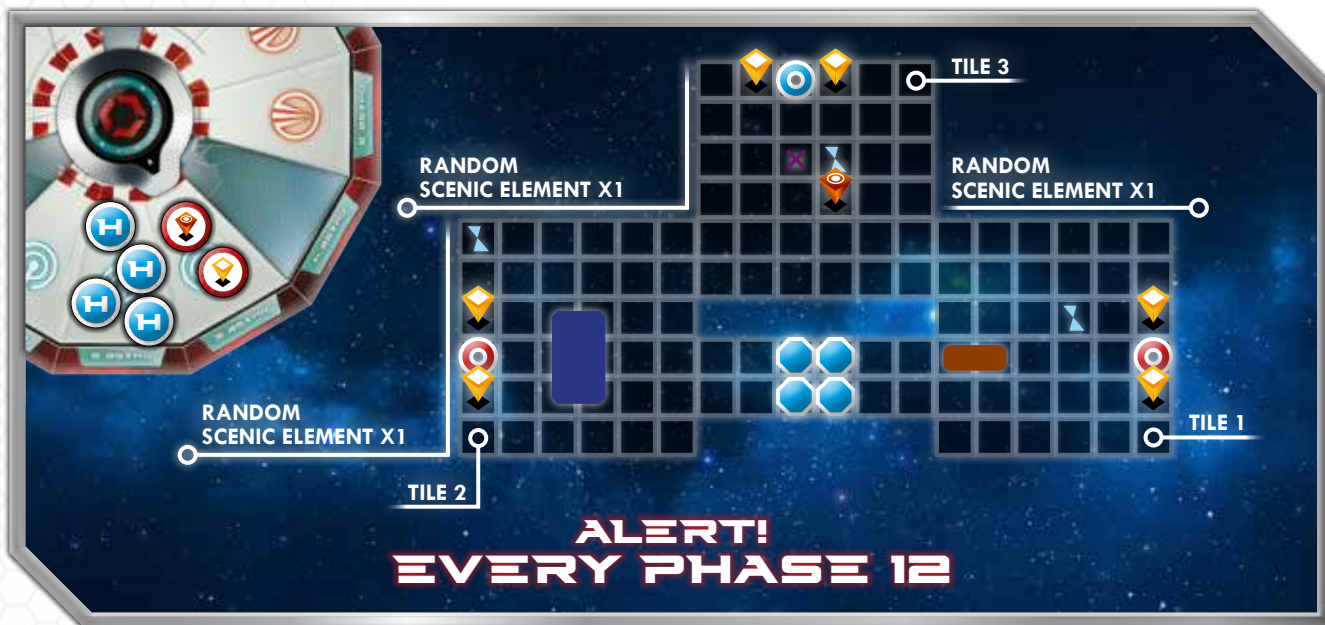 TILE 3
RANDOM
SCENIC ELEMENT X1
RANDOM
SCENIC ELEMENT X1
RANDOM
SCENIC ELEMENT X1
TILE 1
TILE 2
ALERT!
EVERY PHASE 12